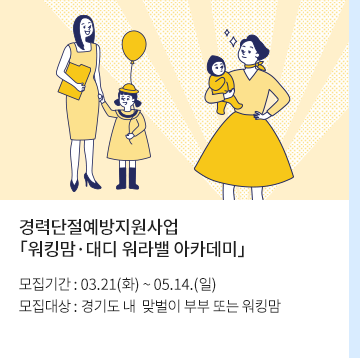 경력단절예방지원사업
「워킹맘·대디 워라밸 아카데미」
모집기간 : 03.21(화) ~ 05.14.(일)
모집대상 : 경기도 내 맞벌이 부부 또는 워킹맘